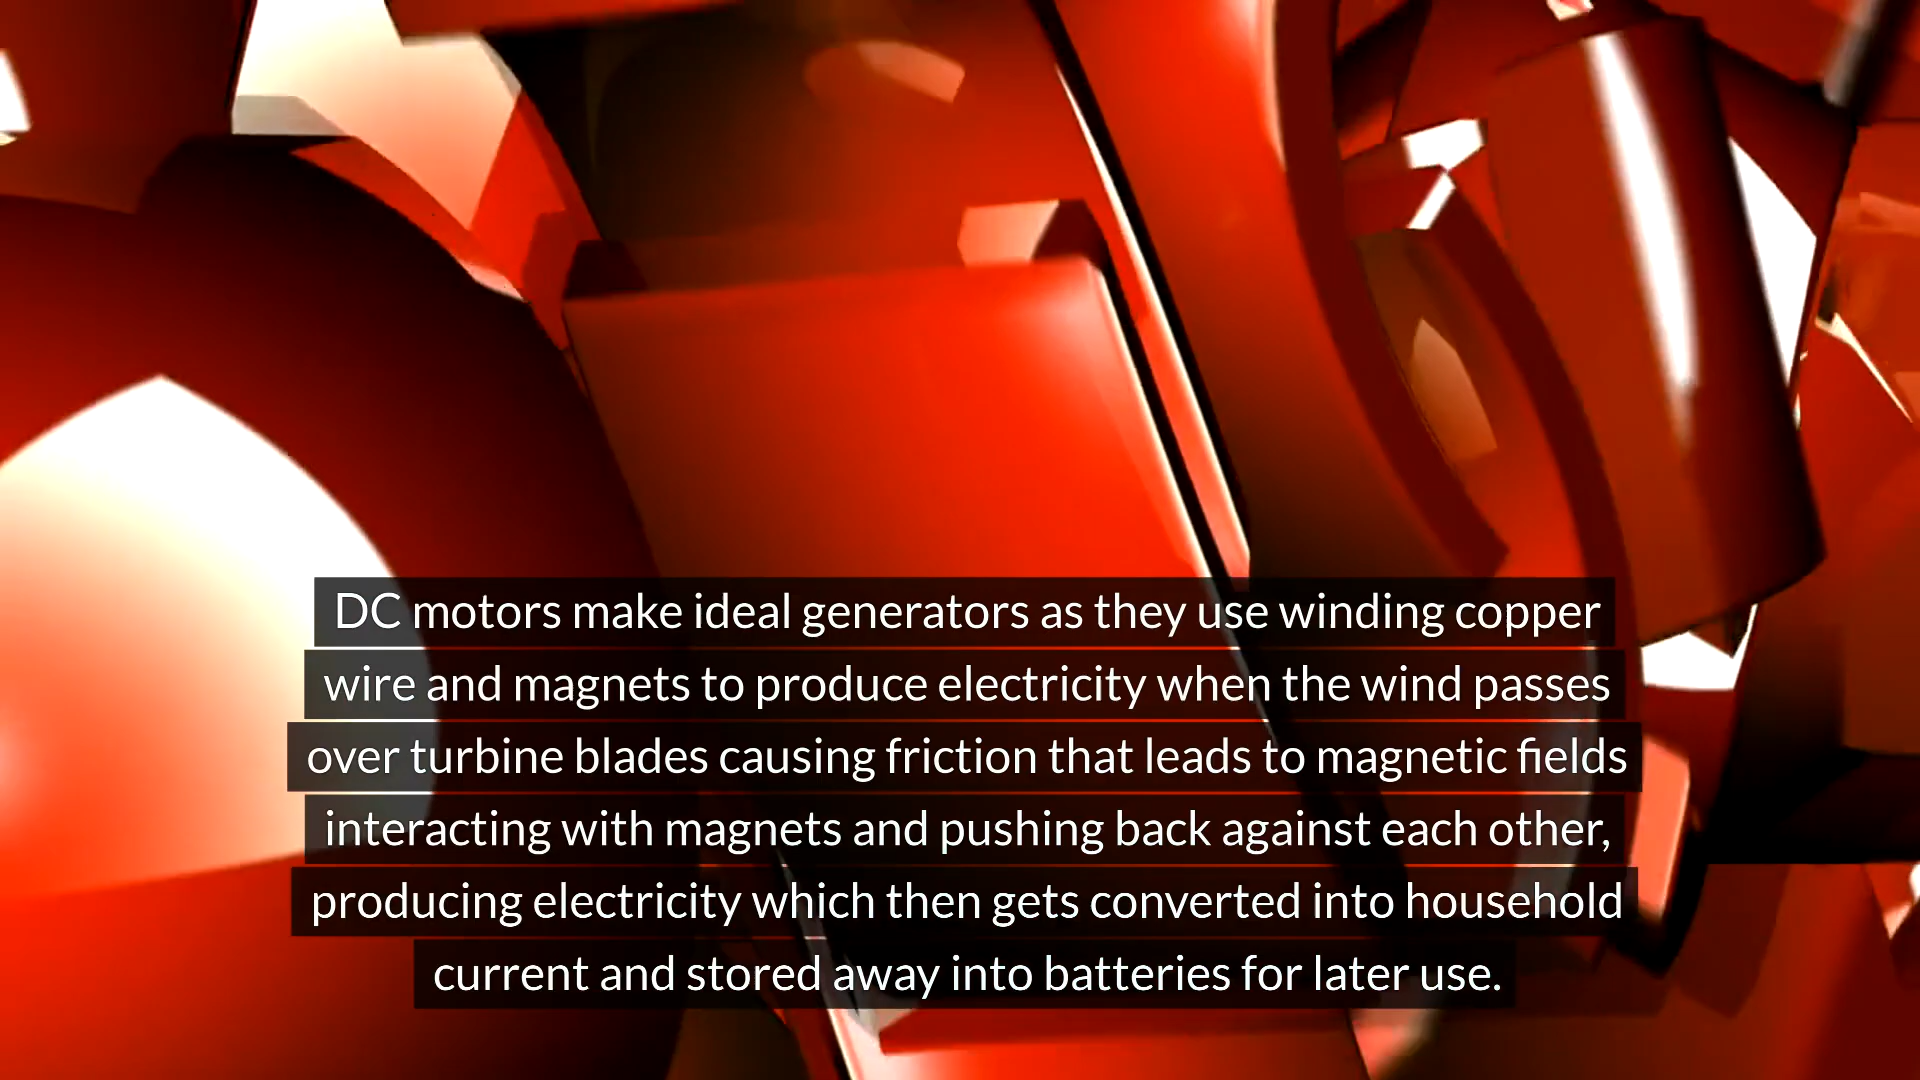 DC motors make ideal generators as they use winding copper
wire and magnets to produce electricity when the wind passes
over turbine blades causing friction that leads to magnetic fields
interacting with magnets and pushing back against each other,
producing electricity which then gets converted into household
current and stored away into batteries for later use.